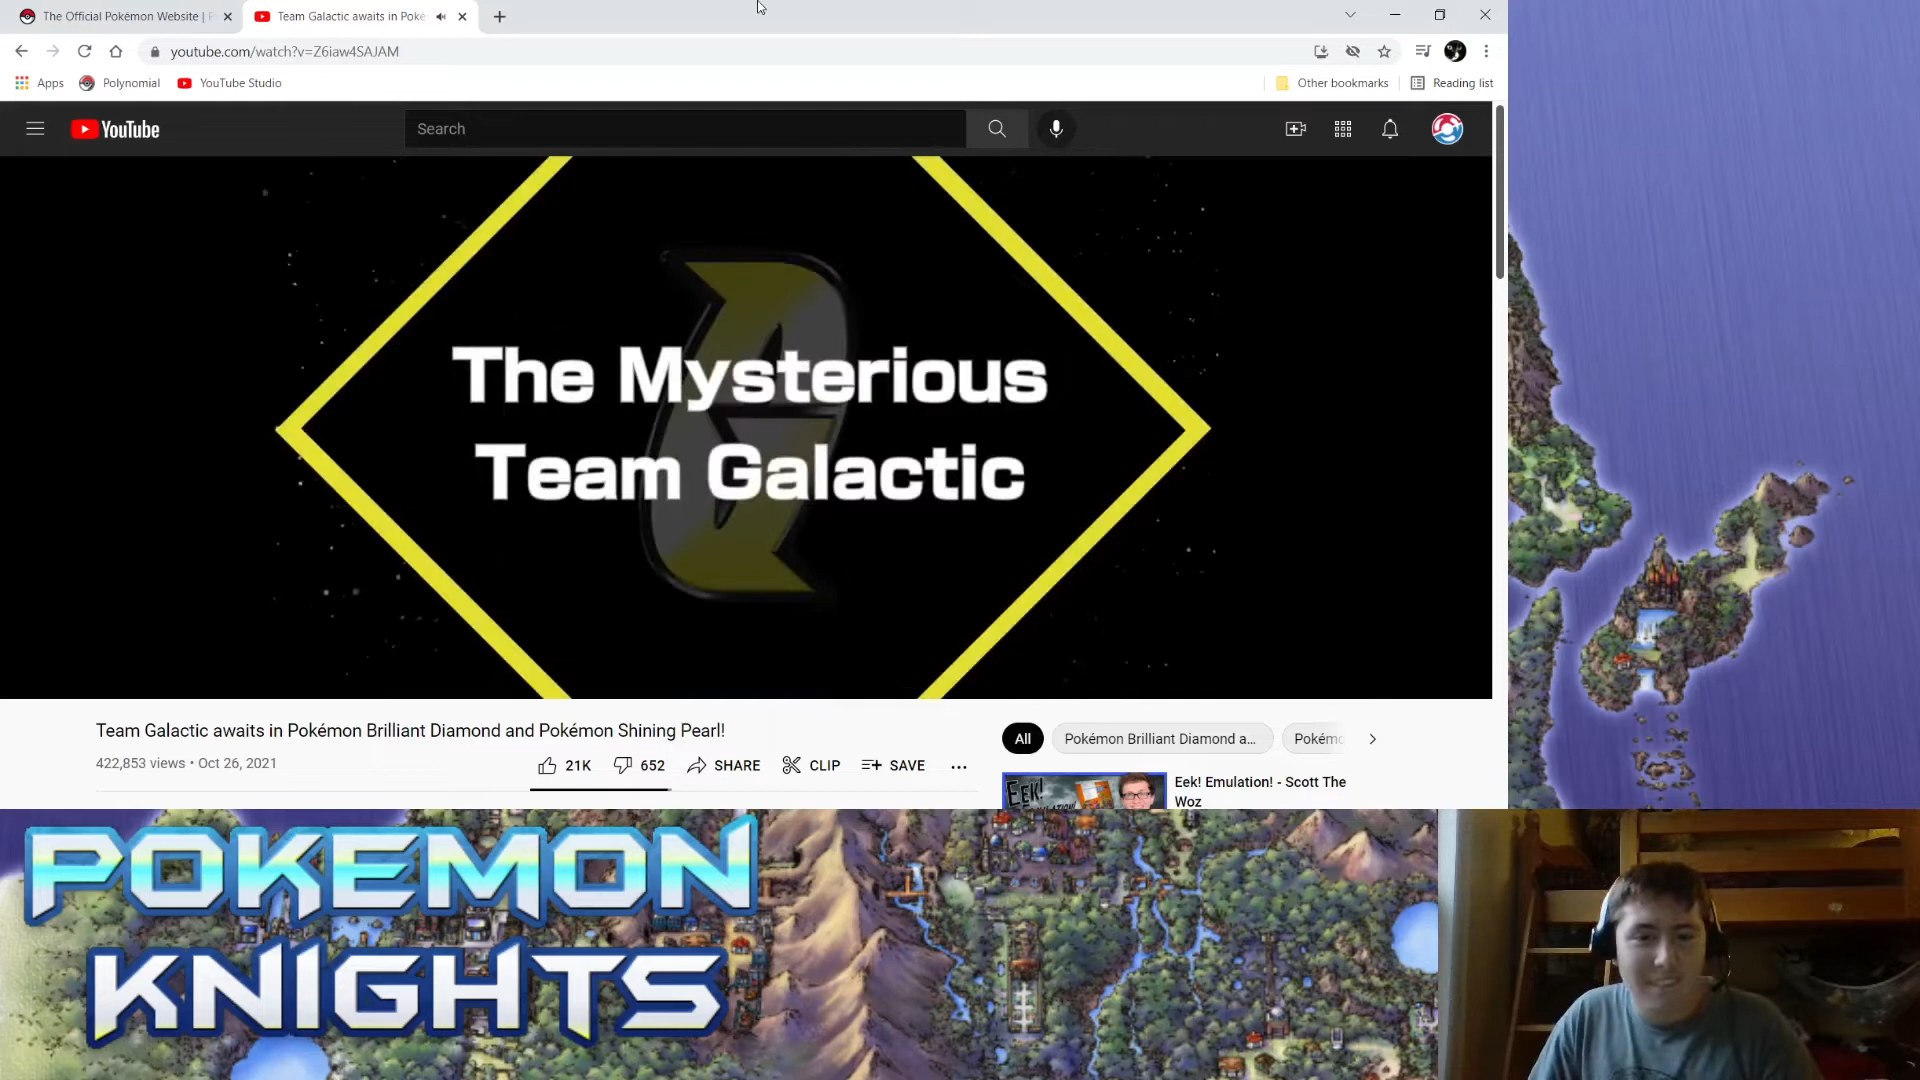 The Official Pokémon Website |
Team Galactic awaits in Poké
youtube.com/watch?v=Z6iaw4SAJAM
Apps
Polynomial
YouTube Studio
Other bookmarks
Reading list
YouTube
Search
The Mysterious
Team Galactic
Team Galactic awaits in Pokémon Brilliant Diamond and Pokémon Shining Pearl!
422,853 views • Oct 26, 2021
21K
652
SHARE
CLIP
SAVE
All
Pokémon Brilliant Diamond a...
Pokémo
Eek! Emulation! - Scott The
Woz
EEK!
POKEMON
KNIGHTS